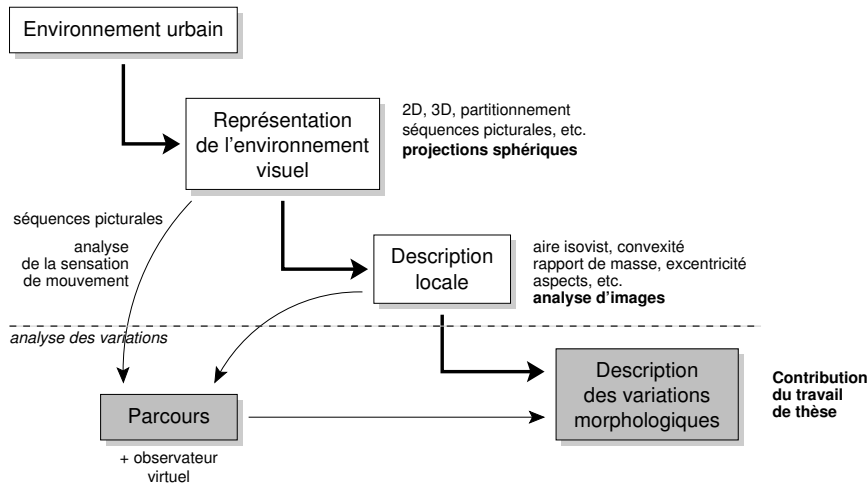 Environnement urbain
Représentation
de l'environnement
visuel
2D, 3D, partitionnement
séquences picturales, etc.
projections sphériques
séquences picturales
analyse
de la sensation
de mouvement
Description
locale
aire isovist, convexité
rapport de masse, excentricité
aspects, etc.
analyse d'images
analyse des variations
Description
des variations
morphologiques
Contribution
du travail
de thèse
Parcours
+ observateur
virtuel